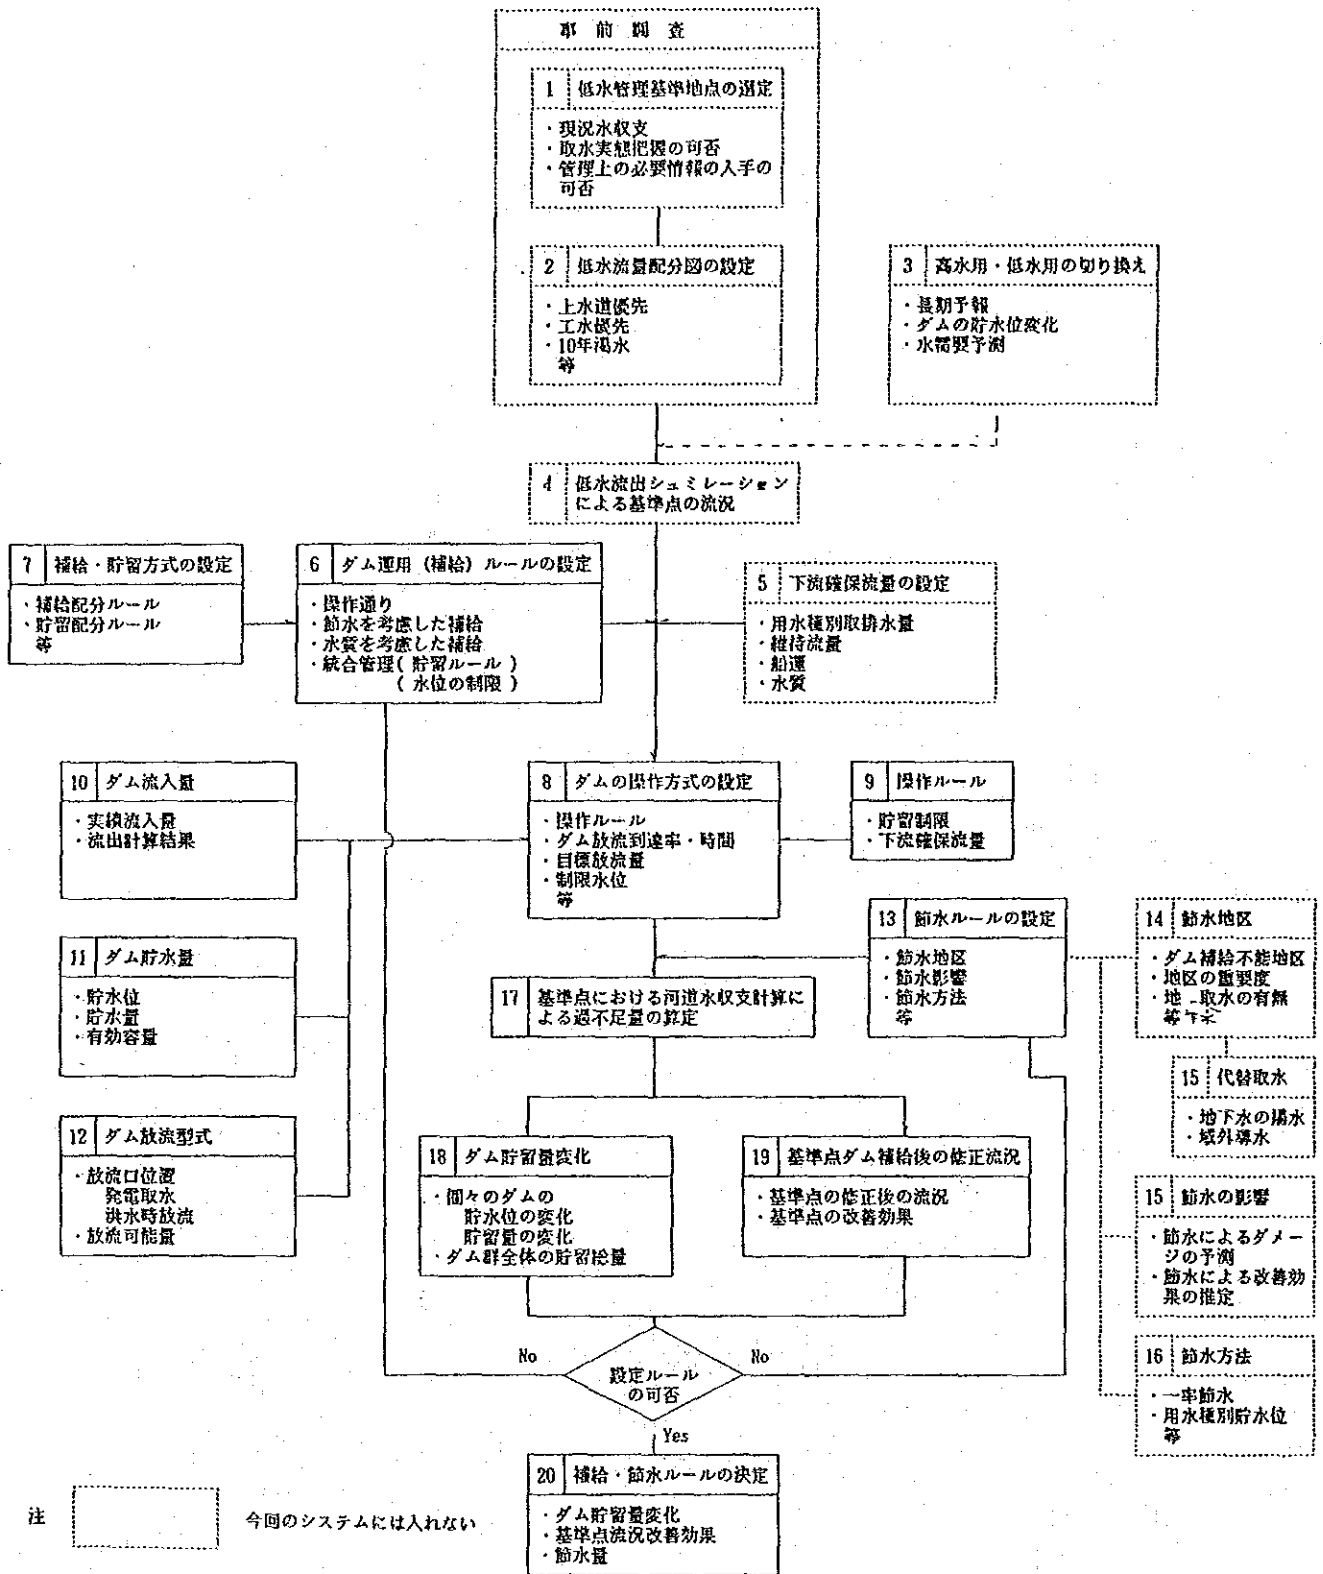 事前調査
1 低水管理基準地点の選定
・現況水収支
・取水実態把握の可否
・管理上の必要情報の入手の
可否
2 低水流量配分図の設定
・上水道優先
・工水優先
・10年渇水
等
3 高水用・低水用の切り換え
・長期予報
・ダムの貯水位変化
・水需要予測
4 低水流出シュミレーション
による基準点の流況
7 補給・貯留方式の設定
・補給配分ルール
・貯留配分ルール
等
6 ダム運用（補給）ルールの設定
・操作通り
・節水を考慮した補給
・水質を考慮した補給
・統合管理（貯留ルール）
（水位の制限）
5 下流確保流量の設定
・用水種別取排水量
・維持流量
・船運
・水質
10 ダム流入量
・実績流入量
・流出計算結果
8 ダムの操作方式の設定
・操作ルール
・ダム放流到達率・時間
・目標放流量
・制限水位
等
9 操作ルール
・貯留制限
・下流確保流量
11 ダム貯水量
・貯水位
・貯水量
・有効容量
13 節水ルールの設定
・節水地区
・節水影響
・節水方法
等
14 節水地区
・ダム補給不能地区
・地区の重要度
・地 取水の有無
等下水
17 基準点における河道水収支計算に
よる過不足量の算定
15 代替取水
・地下水の揚水
・域外導水
12 ダム放流型式
・放流口位置
発電取水
洪水時放流
・放流可能量
18 ダム貯留量変化
・個々のダムの
貯水位の変化
貯留量の変化
・ダム群全体の貯留総量
19 基準点ダム補給後の修正流況
・基準点の修正後の流況
・基準点の改善効果
15 節水の影響
・節水によるダメー
ジの予測
・節水による改善効
果の推定
16 節水方法
・一率節水
・用水種別貯水位
等
No
設定ルール
の可否
No
Yes
20 補給・節水ルールの決定
・ダム貯留量変化
・基準点流況改善効果
・節水量
注 今回のシステムには入れない